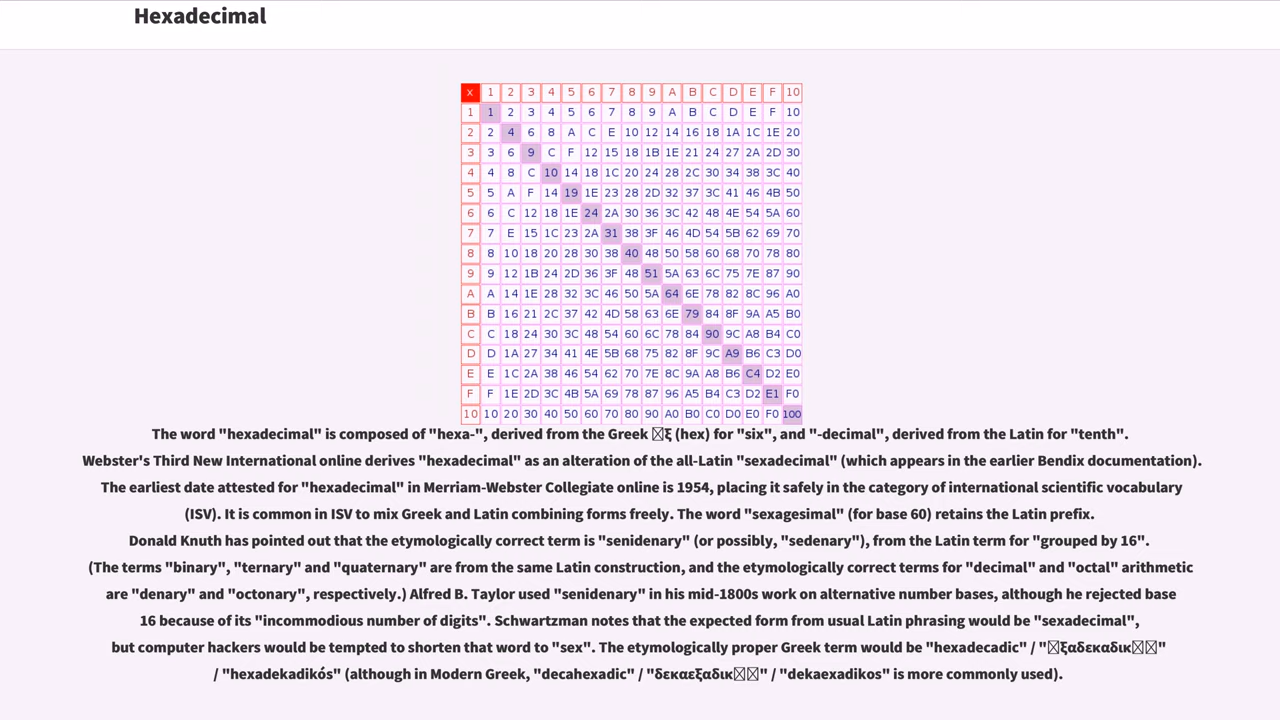 Hexadecimal
x 1 2 3 4 5 6 7 8 9 A B C D E F 10
1 1 2 3 4 5 6 7 8 9 A B C D E F 10
2 2 4 6 8 A C E 10 12 14 16 18 1A 1C 1E 20
3 3 6 9 C F 12 15 18 1B 1E 21 24 27 2A 2D 30
4 4 8 C 10 14 18 1C 20 24 28 2C 30 34 38 3C 40
5 5 A F 14 19 1E 23 28 2D 32 37 3C 41 46 4B 50
6 6 C 12 18 1E 24 2A 30 36 3C 42 48 4E 54 5A 60
7 7 E 15 1C 23 2A 31 38 3F 46 4D 54 5B 62 69 70
8 8 10 18 20 28 30 38 40 48 50 58 60 68 70 78 80
9 9 12 1B 24 2D 36 3F 48 51 5A 63 6C 75 7E 87 90
A A 14 1E 28 32 3C 46 50 5A 64 6E 78 82 8C 96 A0
B B 16 21 2C 37 42 4D 58 63 6E 79 84 8F 9A A5 B0
C C 18 24 30 3C 48 54 60 6C 78 84 90 9C A8 B4 C0
D D 1A 27 34 41 4E 5B 68 75 82 8F 9C A9 B6 C3 D0
E E 1C 2A 38 46 54 62 70 7E 8C 9A A8 B6 C4 D2 E0
F F 1E 2D 3C 4B 5A 69 78 87 96 A5 B4 C3 D2 E1 F0
10 10 20 30 40 50 60 70 80 90 A0 B0 C0 D0 E0 F0 100
The word "hexadecimal" is composed of "hexa-", derived from the Greek ξ (hex) for "six", and "-decimal", derived from the Latin for "tenth".
Webster's Third New International online derives "hexadecimal" as an alteration of the all-Latin "sexadecimal" (which appears in the earlier Bendix documentation).
The earliest date attested for "hexadecimal" in Merriam-Webster Collegiate online is 1954, placing it safely in the category of international scientific vocabulary
(ISV). It is common in ISV to mix Greek and Latin combining forms freely. The word "sexagesimal" (for base 60) retains the Latin prefix.
Donald Knuth has pointed out that the etymologically correct term is "senidenary" (or possibly, "sedenary"), from the Latin term for "grouped by 16".
(The terms "binary", "ternary" and "quaternary" are from the same Latin construction, and the etymologically correct terms for "decimal" and "octal" arithmetic
are "denary" and "octonary", respectively.) Alfred B. Taylor used "senidenary" in his mid-1800s work on alternative number bases, although he rejected base
16 because of its "incommodious number of digits". Schwartzman notes that the expected form from usual Latin phrasing would be "sexadecimal",
but computer hackers would be tempted to shorten that word to "sex". The etymologically proper Greek term would be "hexadecadic" / "ξαδεκαδικ"
/ "hexadekadikós" (although in Modern Greek, "decahexadic" / "δεκαεξαδικ" / "dekaexadikos" is more commonly used).